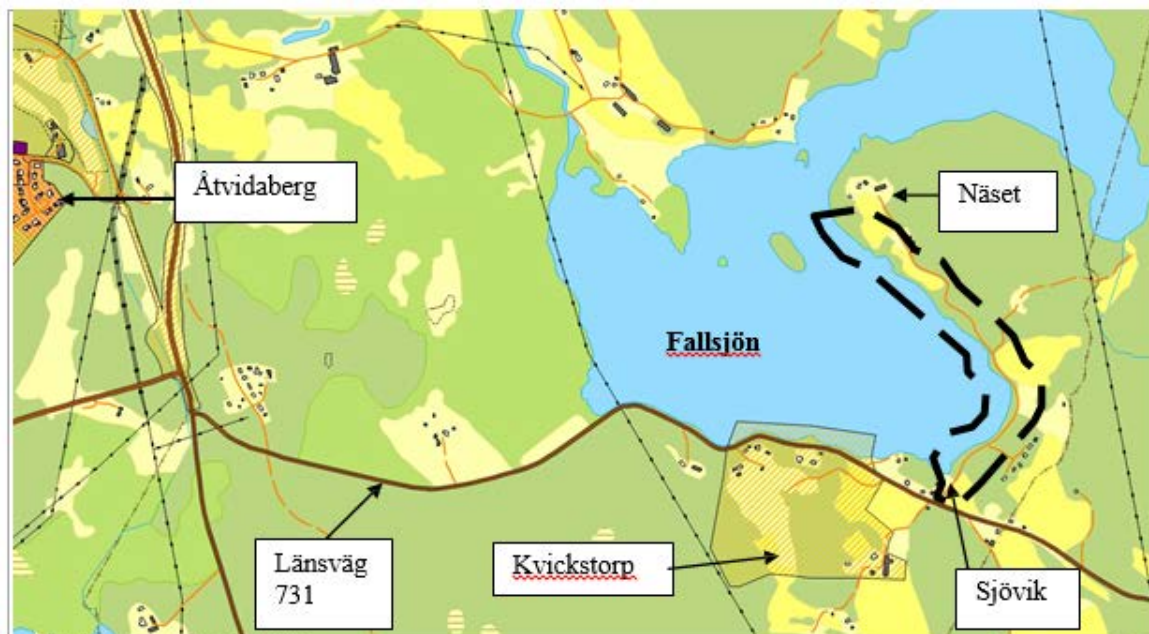 Åtvidaberg
Näset
Fallsjön
Länsväg
731
Kvickstorp
Sjövik